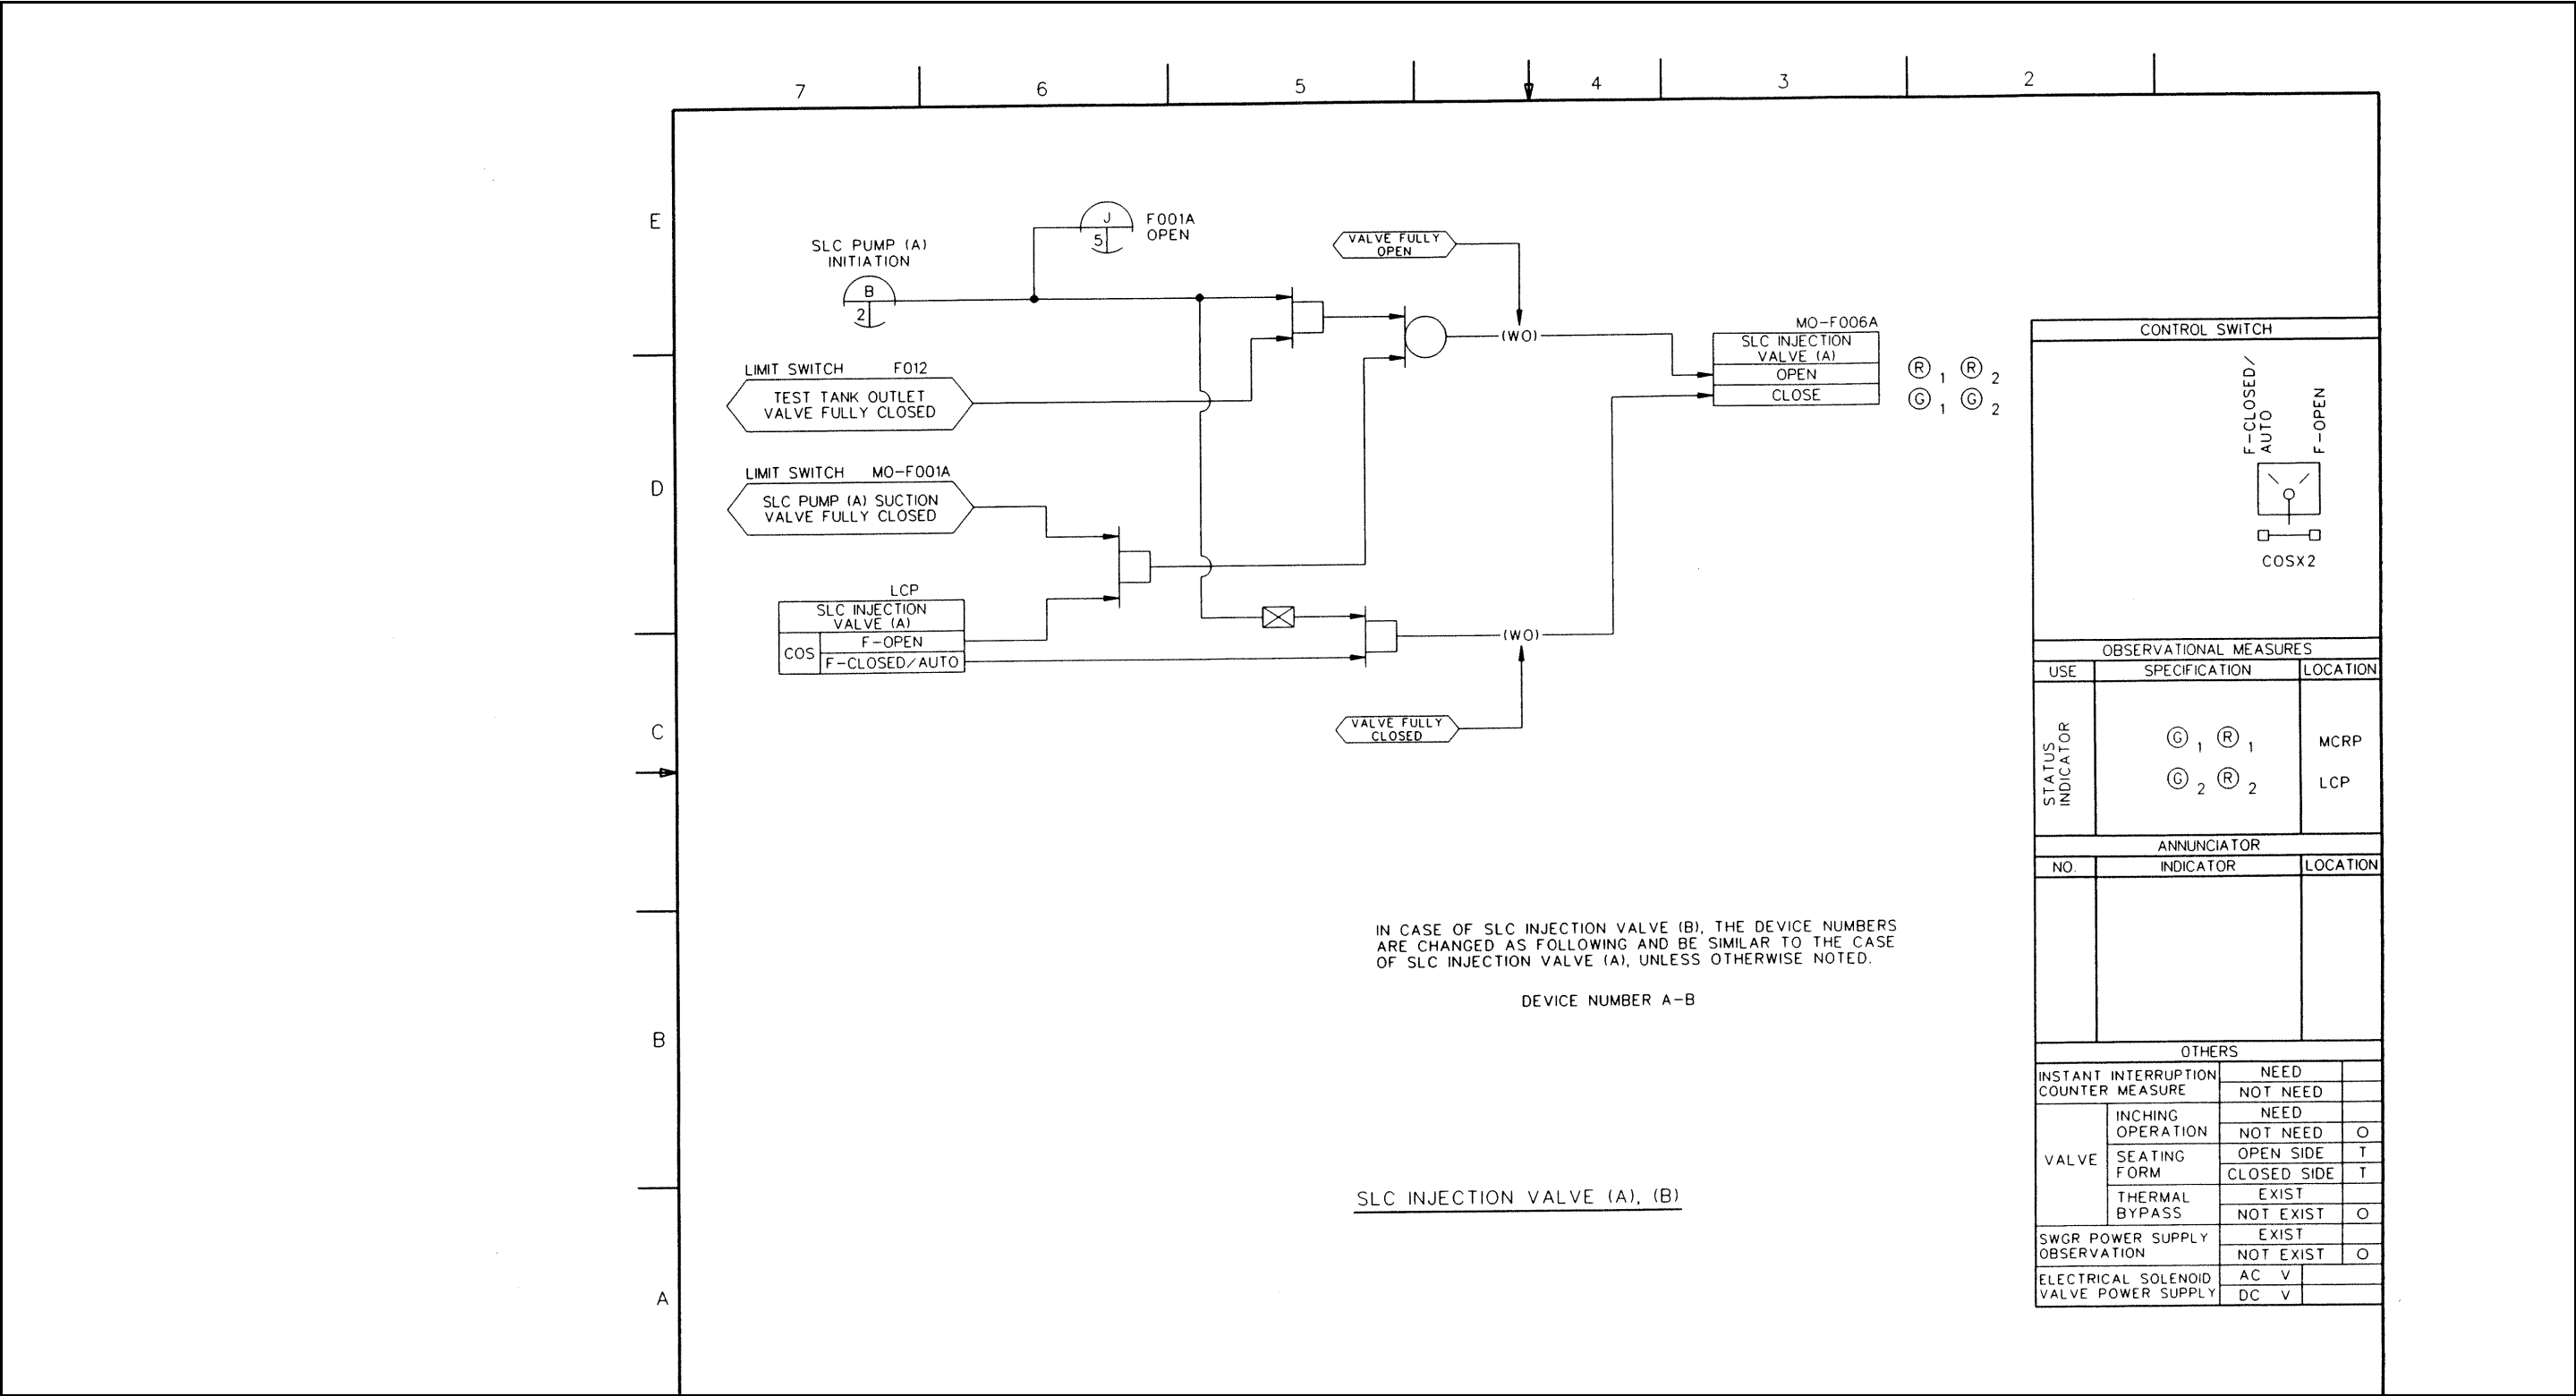 7 6 5 4 3 2
E
D
C
B
A
J
5
F001A
OPEN
SLC PUMP (A)
INITIATION
B
2
VALVE FULLY
OPEN
(WO)
LIMIT SWITCH F012
TEST TANK OUTLET
VALVE FULLY CLOSED
MO-F006A
SLC INJECTION
VALVE (A)
OPEN
CLOSE
R 1 R 2
G 1 G 2
LIMIT SWITCH MO-F001A
SLC PUMP (A) SUCTION
VALVE FULLY CLOSED
LCP
SLC INJECTION
VALVE (A)
COS
F-OPEN
F-CLOSED/AUTO
(WO)
VALVE FULLY
CLOSED
IN CASE OF SLC INJECTION VALVE (B), THE DEVICE NUMBERS
ARE CHANGED AS FOLLOWING AND BE SIMILAR TO THE CASE
OF SLC INJECTION VALVE (A), UNLESS OTHERWISE NOTED.
DEVICE NUMBER A-B
SLC INJECTION VALVE (A), (B)
CONTROL SWITCH
F-CLOSED/
AUTO
F-OPEN
COSX2
OBSERVATIONAL MEASURES
USE SPECIFICATION LOCATION
STATUS
INDICATOR
G 1 R 1 MCRP
G 2 R 2 LCP
ANNUNCIATOR
NO. INDICATOR LOCATION
OTHERS
INSTANT INTERRUPTION
COUNTER MEASURE
NEED
NOT NEED
VALVE
INCHING
OPERATION
NEED
NOT NEED O
SEATING
FORM
OPEN SIDE T
CLOSED SIDE T
THERMAL
BYPASS
EXIST
NOT EXIST O
SWGR POWER SUPPLY
OBSERVATION
EXIST
NOT EXIST O
ELECTRICAL SOLENOID
VALVE POWER SUPPLY
AC V
DC V